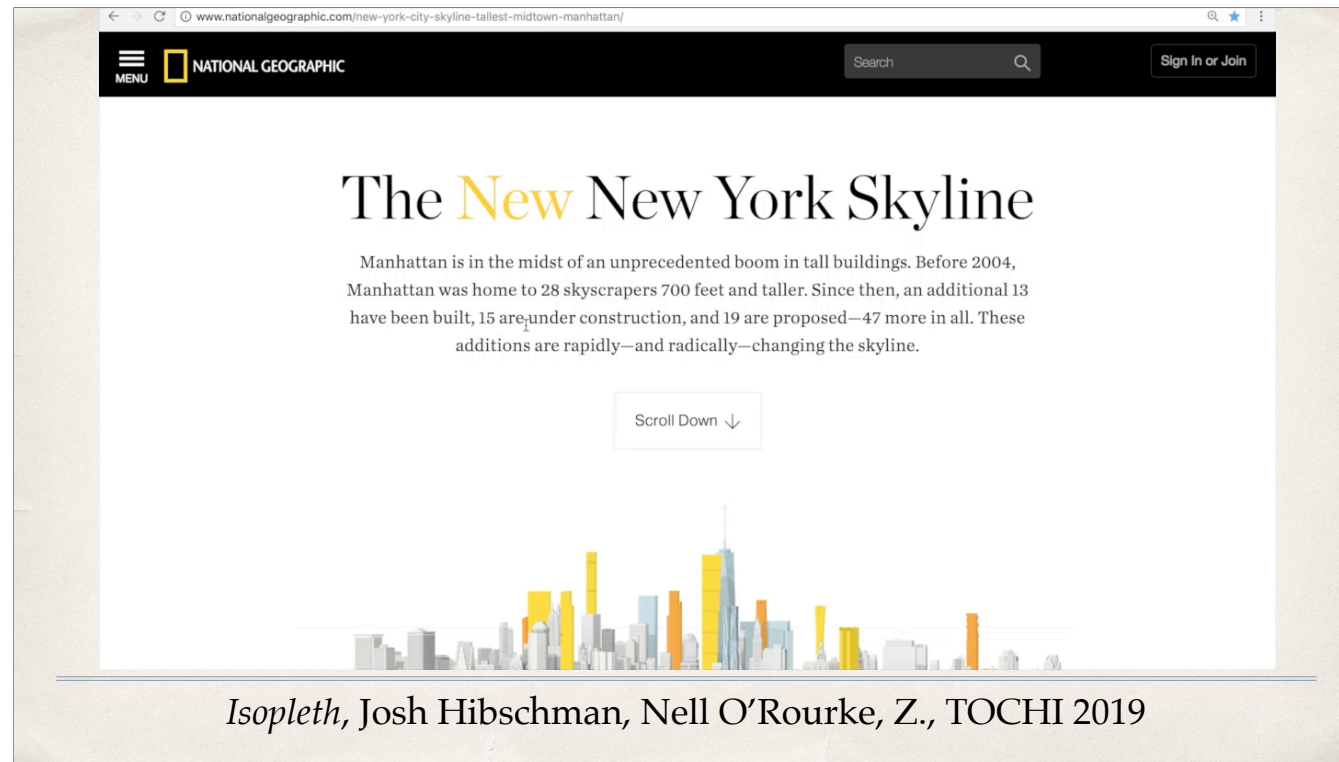 www.nationalgeographic.com/new-york-city-skyline-tallest-midtown-manhattan/
MENU
NATIONAL GEOGRAPHIC
Search
Sign In or Join
The New New York Skyline
Manhattan is in the midst of an unprecedented boom in tall buildings. Before 2004,
Manhattan was home to 28 skyscrapers 700 feet and taller. Since then, an additional 13
have been built, 15 are under construction, and 19 are proposed—47 more in all. These
additions are rapidly—and radically—changing the skyline.
Scroll Down
Isopleth, Josh Hibschman, Nell O’Rourke, Z., TOCHI 2019